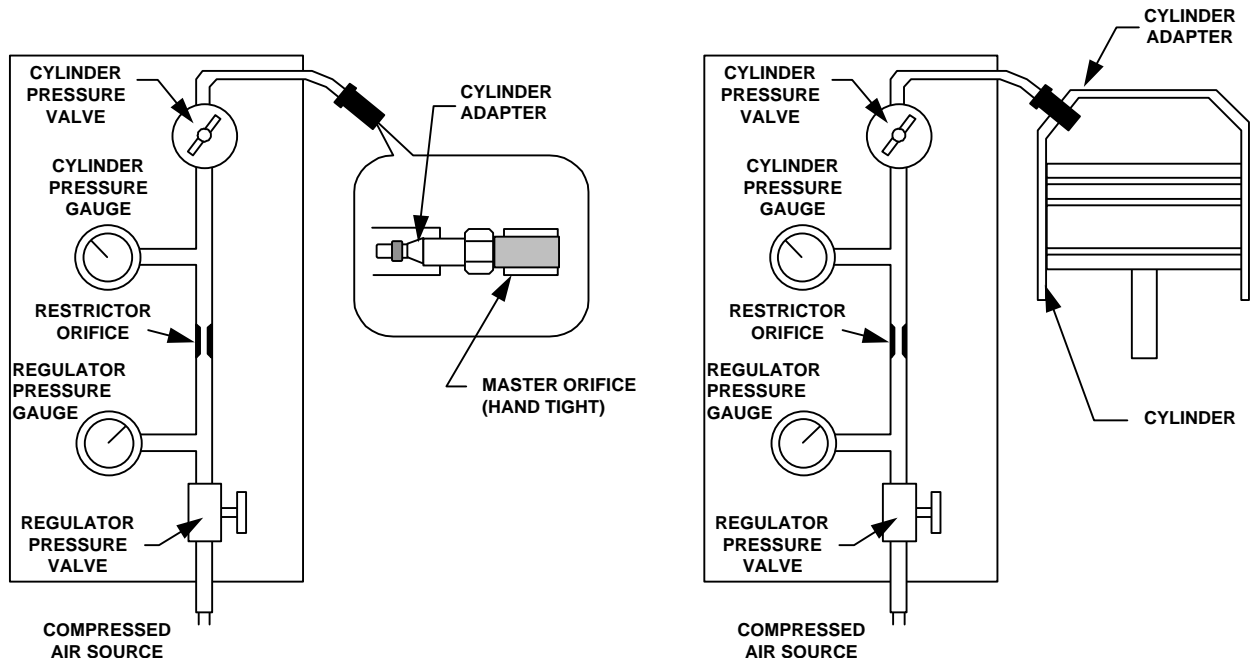 CYLINDER
PRESSURE
VALVE
CYLINDER
ADAPTER
CYLINDER
PRESSURE
GAUGE
RESTRICTOR
ORIFICE
REGULATOR
PRESSURE
GAUGE
MASTER ORIFICE
(HAND TIGHT)
REGULATOR
PRESSURE
VALVE
COMPRESSED
AIR SOURCE
CYLINDER
ADAPTER
CYLINDER
PRESSURE
VALVE
CYLINDER
PRESSURE
GAUGE
RESTRICTOR
ORIFICE
REGULATOR
PRESSURE
GAUGE
CYLINDER
REGULATOR
PRESSURE
VALVE
COMPRESSED
AIR SOURCE